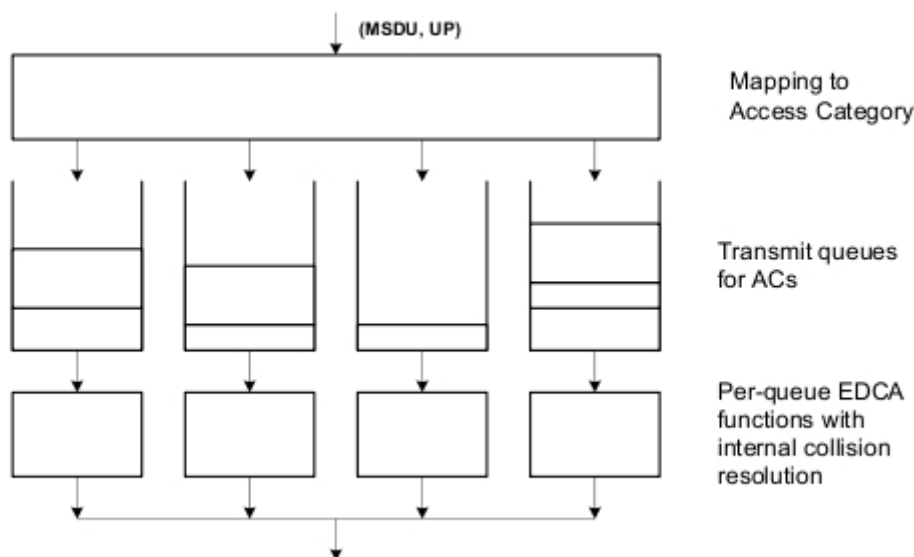 (MSDU, UP)
Mapping to
Access Category
Transmit queues
for ACs
Per-queue EDCA
functions with
internal collision
resolution